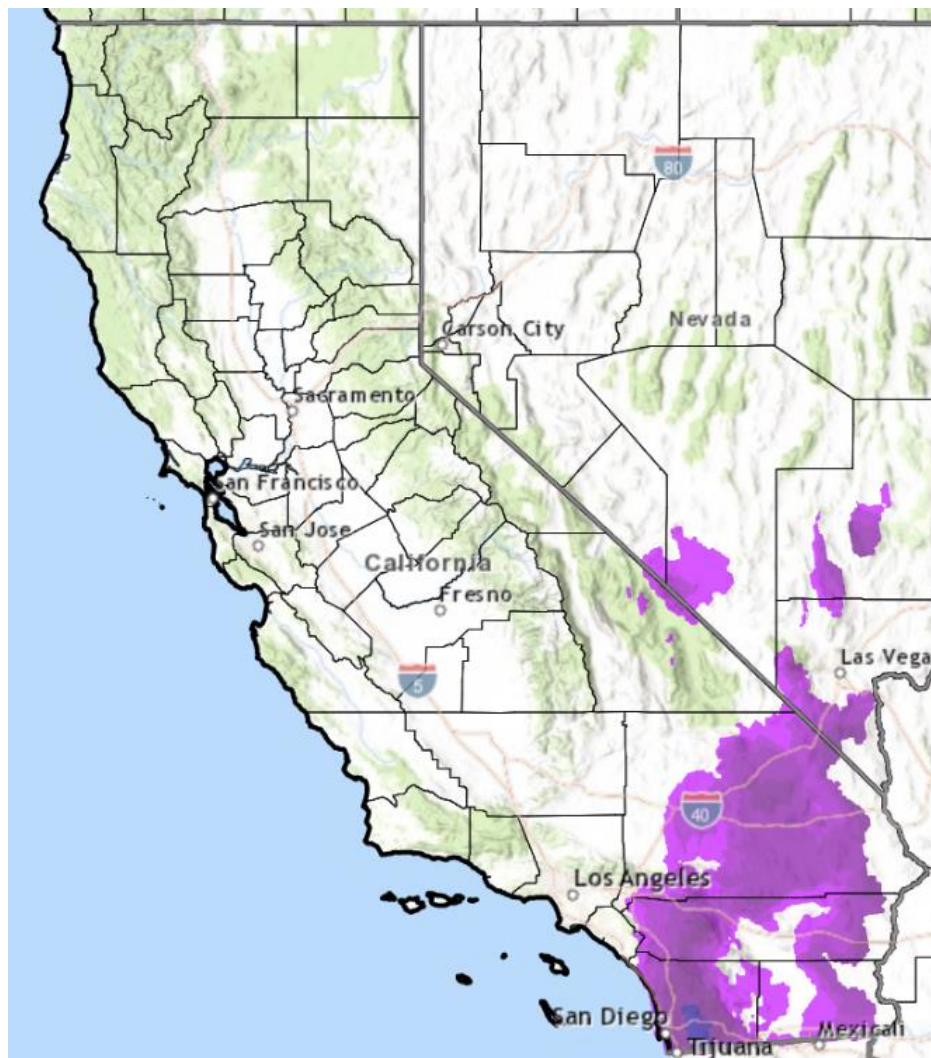 80
Carson City
Nevada
Sacramento
San Francisco
San Jose
California
Fresno
Las Vega
5
40
Los Angeles
San Diego
Mexicali
Tijuana